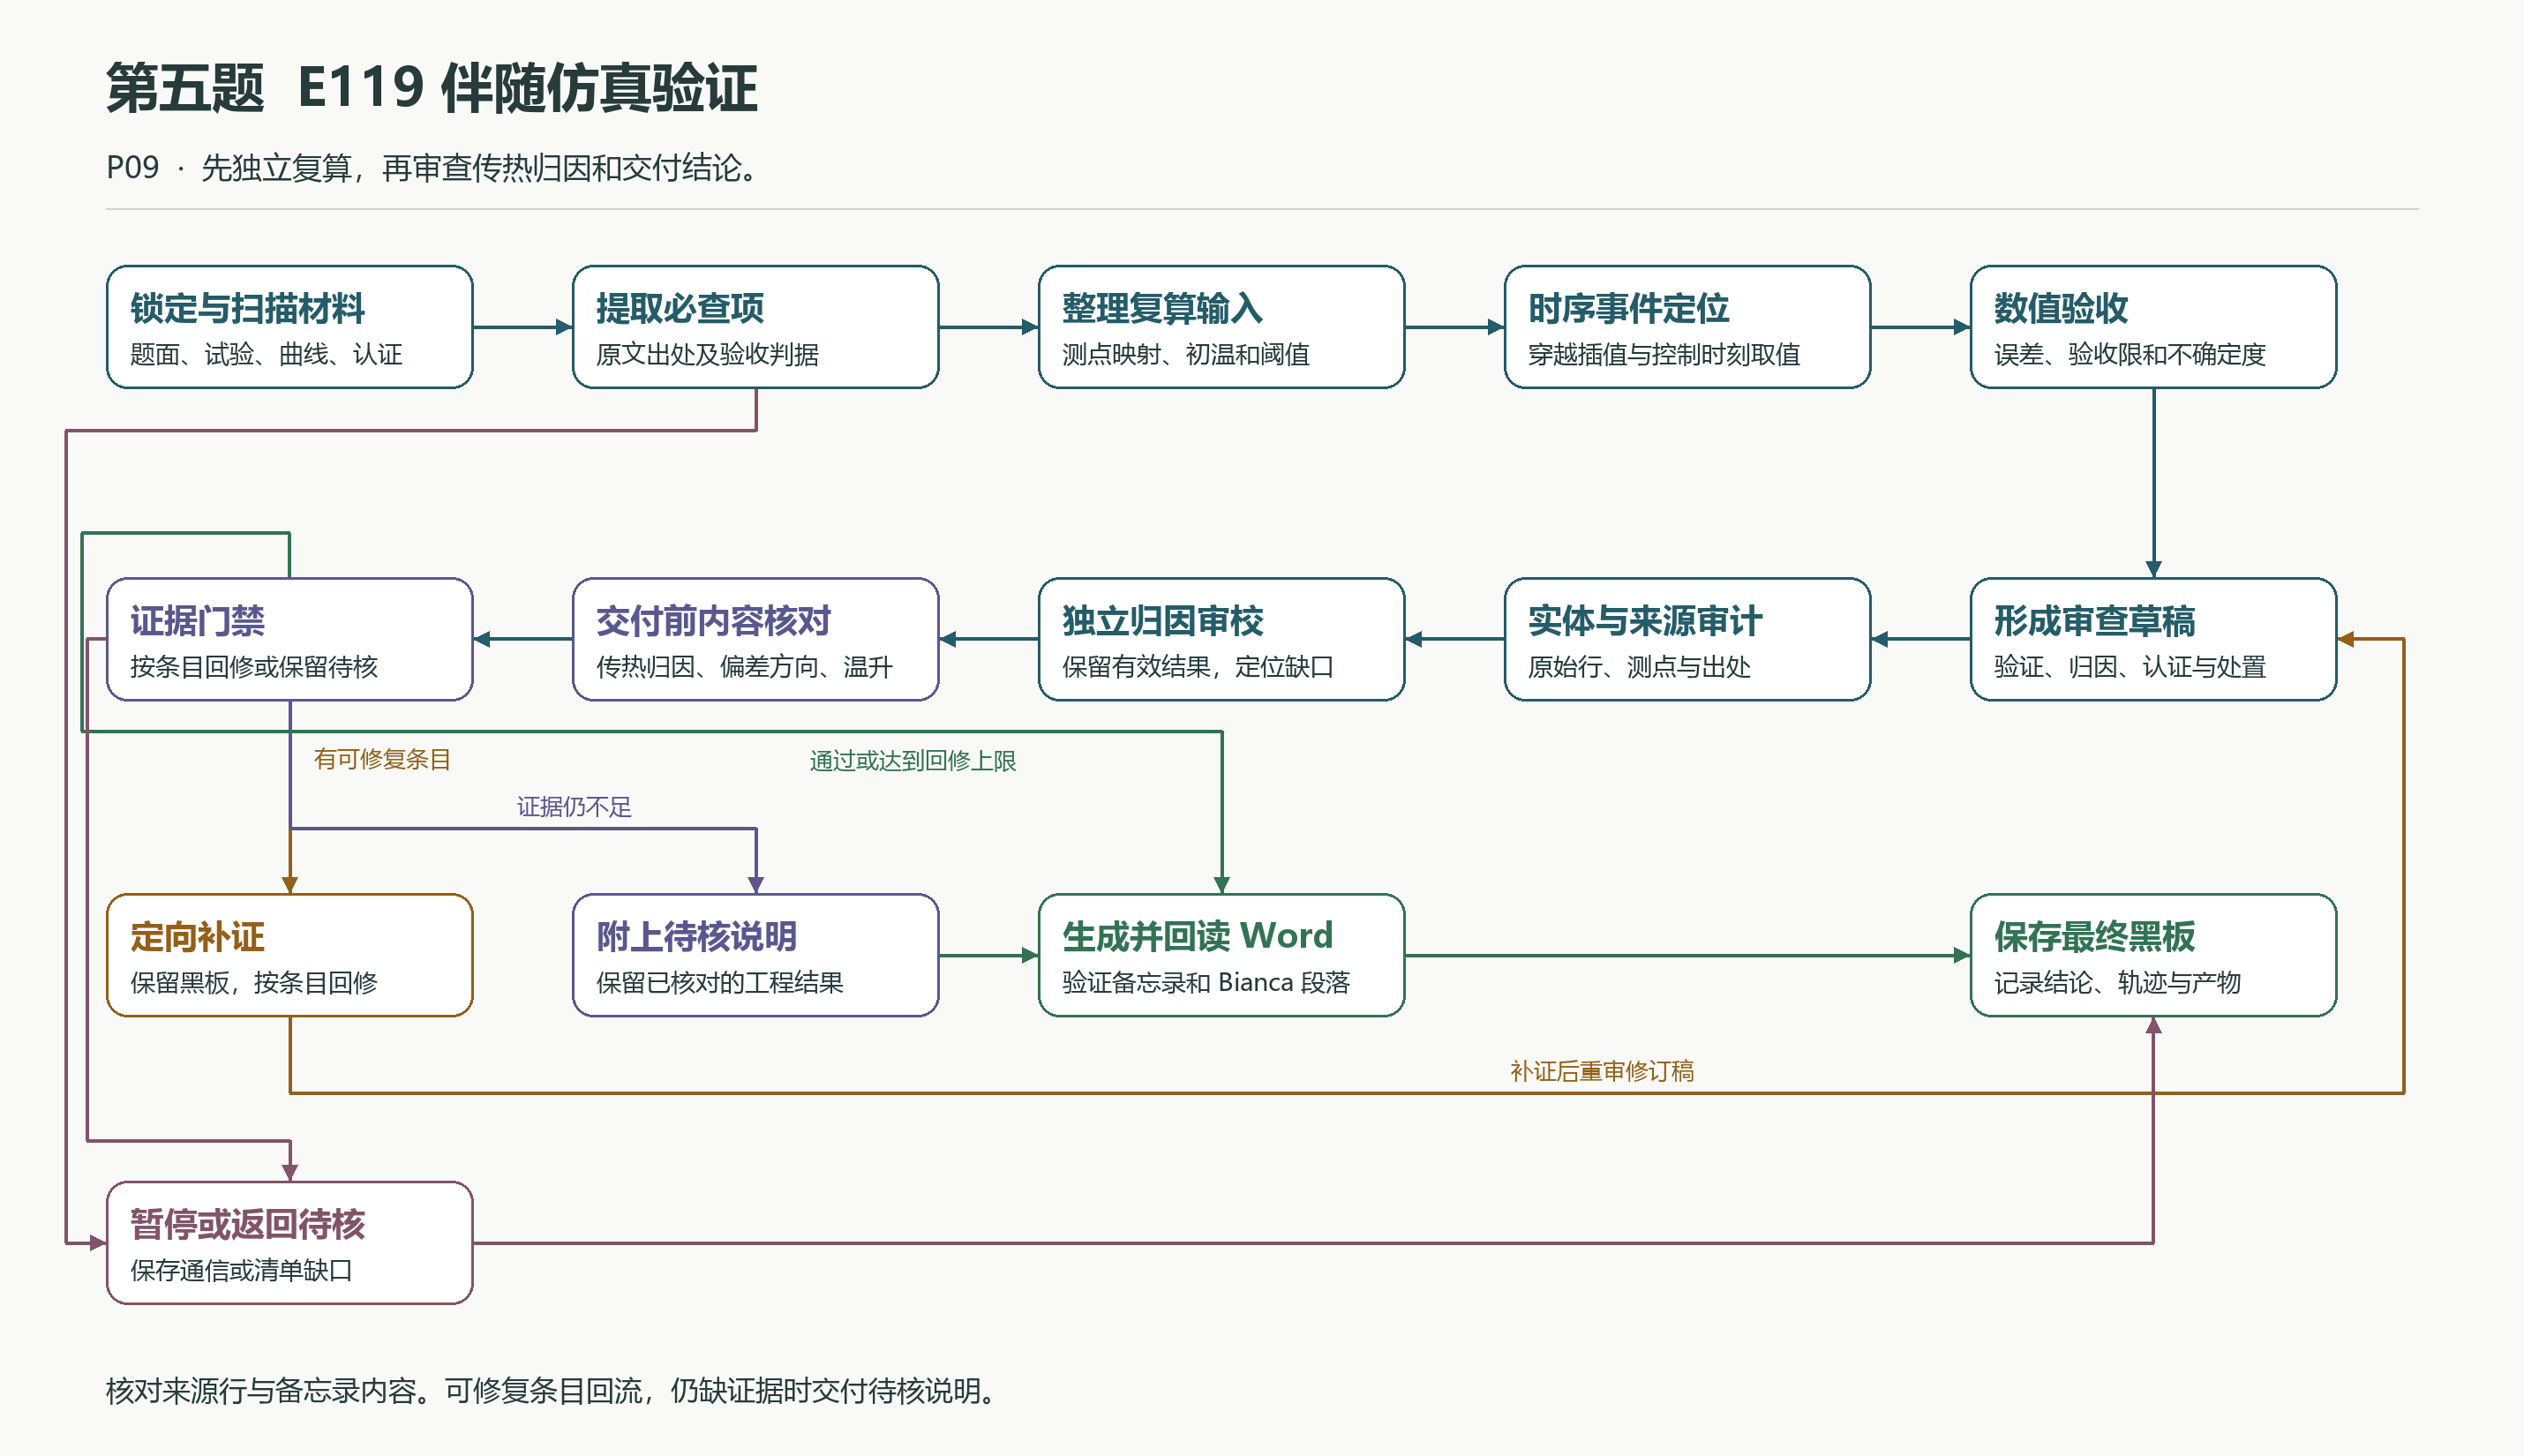 第五题 E119 伴随仿真验证
P09 · 先独立复算，再审查传热归因和交付结论。
锁定与扫描材料
题面、试验、曲线、认证
提取必查项
原文出处及验收判据
整理复算输入
测点映射、初温和阈值
时序事件定位
穿越插值与控制时刻取值
数值验收
误差、验收限和不确定度
证据门禁
按条目回修或保留待核
交付前内容核对
传热归因、偏差方向、温升
独立归因审校
保留有效结果，定位缺口
实体与来源审计
原始行、测点与出处
形成审查草稿
验证、归因、认证与处置
有可修复条目
通过或达到回修上限
证据仍不足
定向补证
保留黑板，按条目回修
附上待核说明
保留已核对的工程结果
生成并回读 Word
验证备忘录和 Bianca 段落
保存最终黑板
记录结论、轨迹与产物
补证后重审修订稿
暂停或返回待核
保存通信或清单缺口
核对来源行与备忘录内容。可修复条目回流，仍缺证据时交付待核说明。